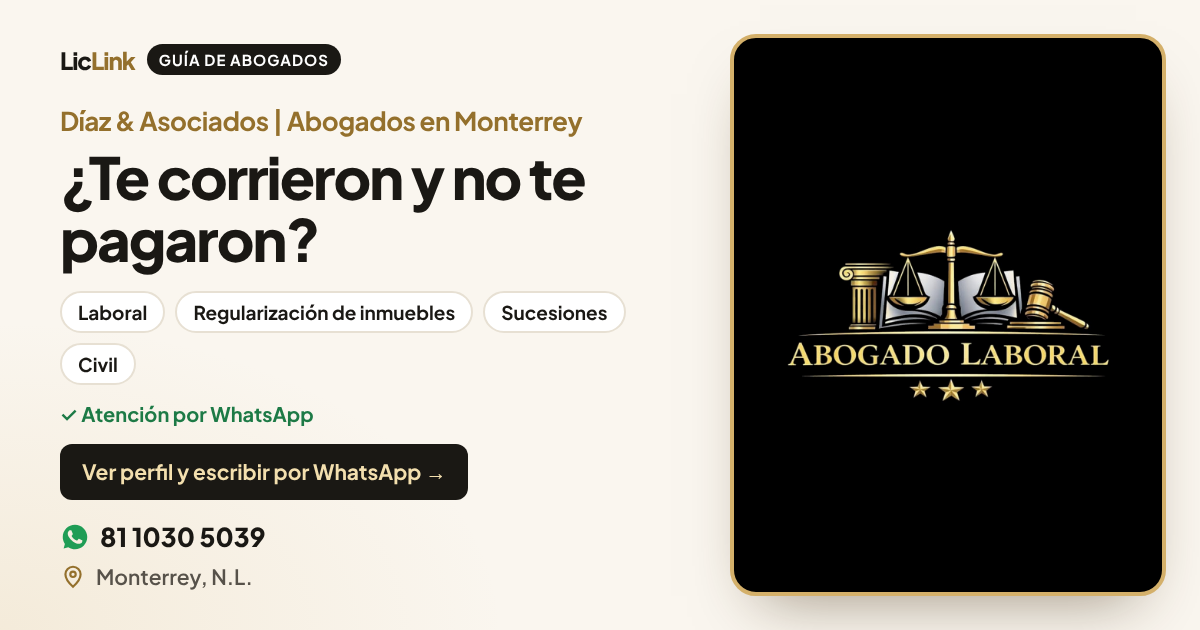 LicLink GUÍA DE ABOGADOS
Díaz & Asociados | Abogados en Monterrey
¿Te corrieron y no te
pagaron?
Laboral Regularización de inmuebles Sucesiones
Civil
✓ Atención por WhatsApp
Ver perfil y escribir por WhatsApp →
81 1030 5039
Monterrey, N.L.
ABOGADO LABORAL